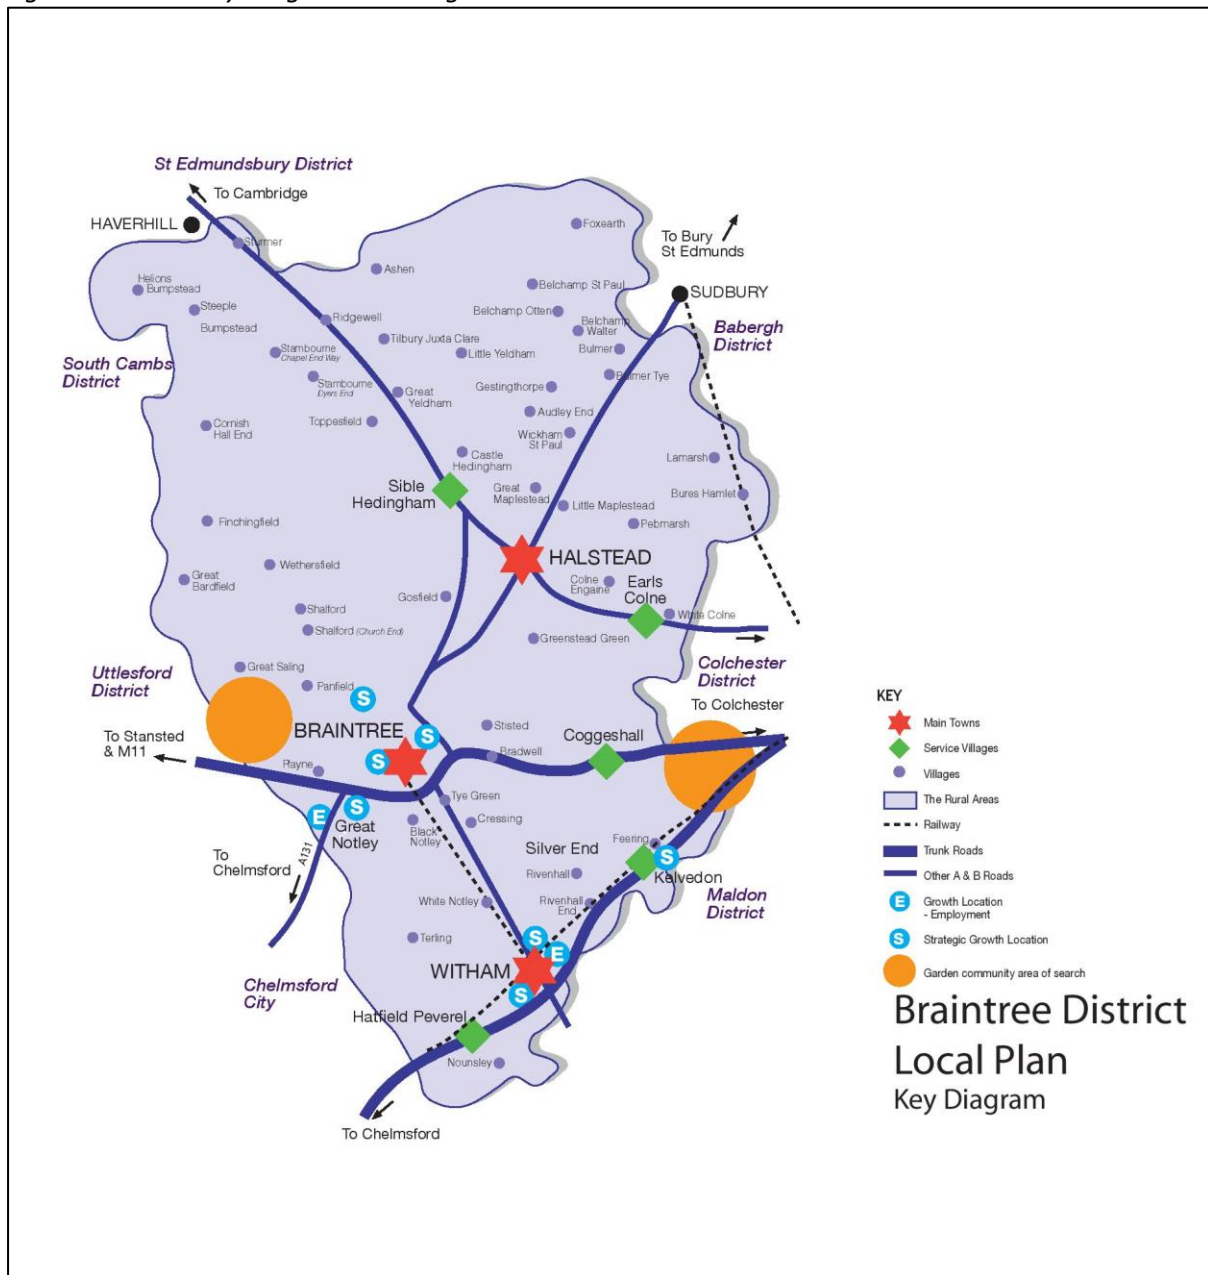 St Edmundsbury District
To Cambridge
HAVERHILL
Sturmer
Foxearth
To Bury
St Edmunds
Ashen
Helions
Bumpstead
Belchamp St Paul
SUDBURY
Steeple
Bumpstead
Ridgewell
Belchamp Otten
Belchamp
Walter
Babergh
District
Tilbury Juxta Clare
Bulmer
South Cambs
District
Stambourne
Chapel End Way
Little Yeldham
Bulmer Tye
Stambourne
Dyers End
Great
Yeldham
Gestingthorpe
Audley End
Cornish
Hall End
Toppesfield
Wickham
St Paul
Castle
Hedingham
Lamarsh
Sible
Hedingham
Great
Maplestead
Bures Hamlet
Little Maplestead
Finchingfield
Pebmarsh
HALSTEAD
Wethersfield
Great
Bardfield
Colne
Engaine
Earls
Colne
Gosfield
Shalford
White Colne
Shalford (Church End)
Greenstead Green
Uttlesford
District
Great Saling
Colchester
District
Panfield
S
To Colchester
To Stansted
& M11
BRAINTREE
S
S
Stisted
Coggeshall
Bradwell
Rayne
Tye Green
E
S
Great
Notley
Black
Notley
Cressing
To
Chelmsford
A131
Silver End
Feering
S
Kelvedon
Rivenhall
Maldon
District
White Notley
Rivenhall
End
Terling
S
E
WITHAM
S
Chelmsford
City
Hatfield Peverel
Nounsley
To Chelmsford
KEY
Main Towns
Service Villages
Villages
The Rural Areas
Railway
Trunk Roads
Other A & B Roads
E
Growth Location
- Employment
S
Strategic Growth Location
Garden community area of search
Braintree District
Local Plan
Key Diagram